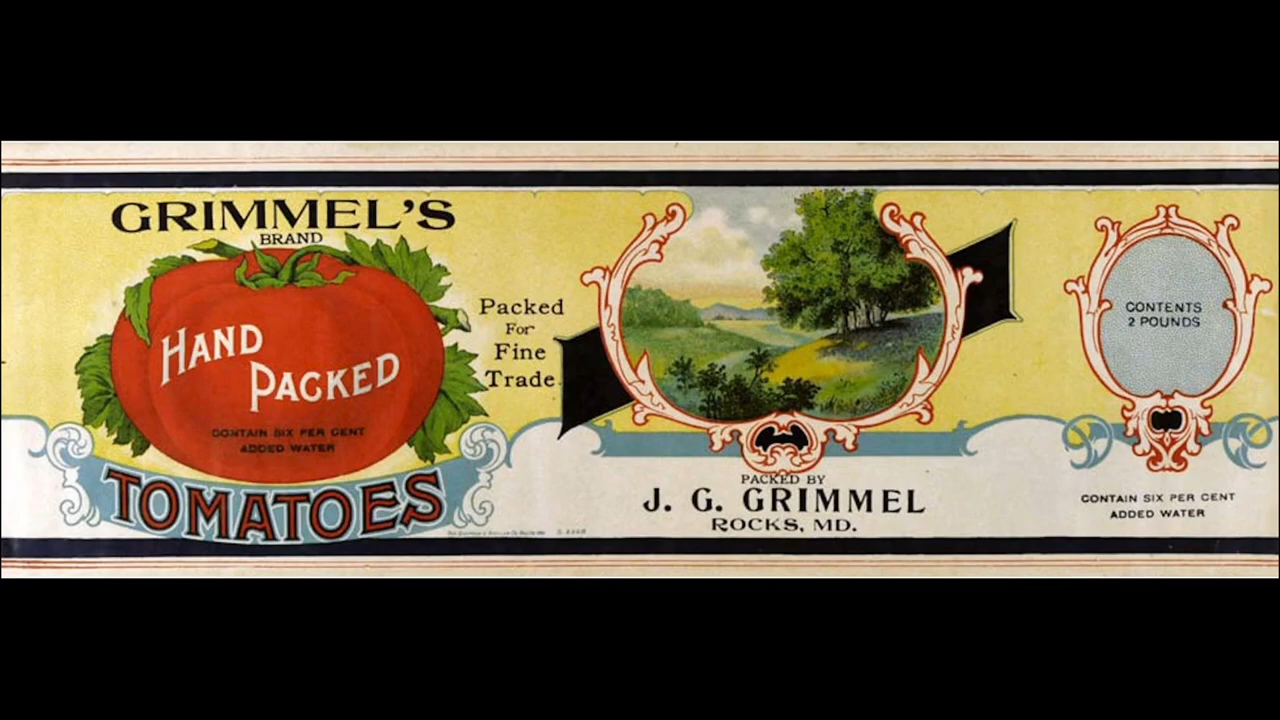 GRIMMEL'S
BRAND
HAND
PACKED
CONTAIN SIX PER CENT
ADDED WATER
TOMATOES
Packed
For
Fine
Trade
PACKED BY
J. G. GRIMMEL
ROCKS, MD.
CONTENTS
2 POUNDS
CONTAIN SIX PER CENT
ADDED WATER